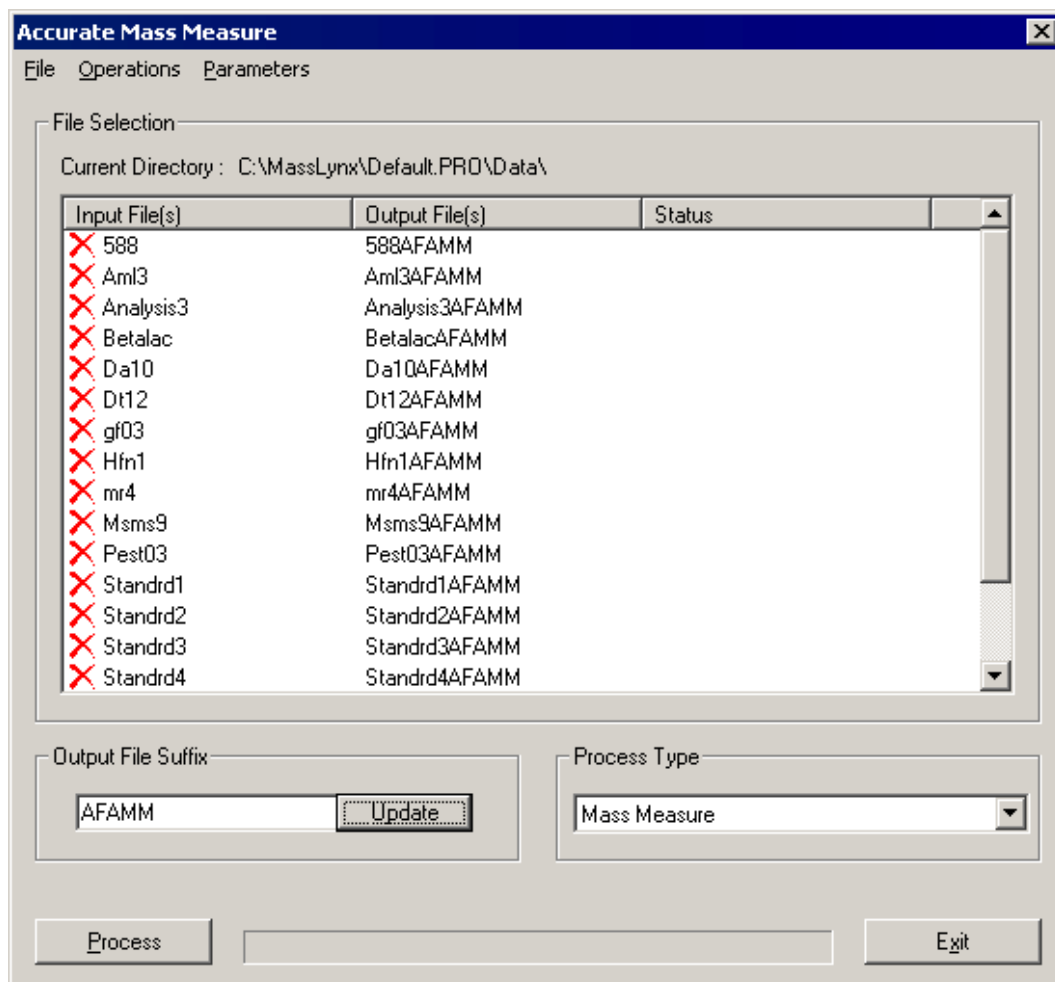 Accurate Mass Measure
File Operations Parameters
File Selection
Current Directory : C:\MassLynx\Default.PRO\Data\
Input File(s) Output File(s) Status
588 588AFAMM
Aml3 Aml3AFAMM
Analysis3 Analysis3AFAMM
Betalac BetalacAFAMM
Da10 Da10AFAMM
Dt12 Dt12AFAMM
gf03 gf03AFAMM
Hfn1 Hfn1AFAMM
mr4 mr4AFAMM
Msms9 Msms9AFAMM
Pest03 Pest03AFAMM
Standrd1 Standrd1AFAMM
Standrd2 Standrd2AFAMM
Standrd3 Standrd3AFAMM
Standrd4 Standrd4AFAMM
Output File Suffix Process Type
AFAMM Update Mass Measure
Process Exit